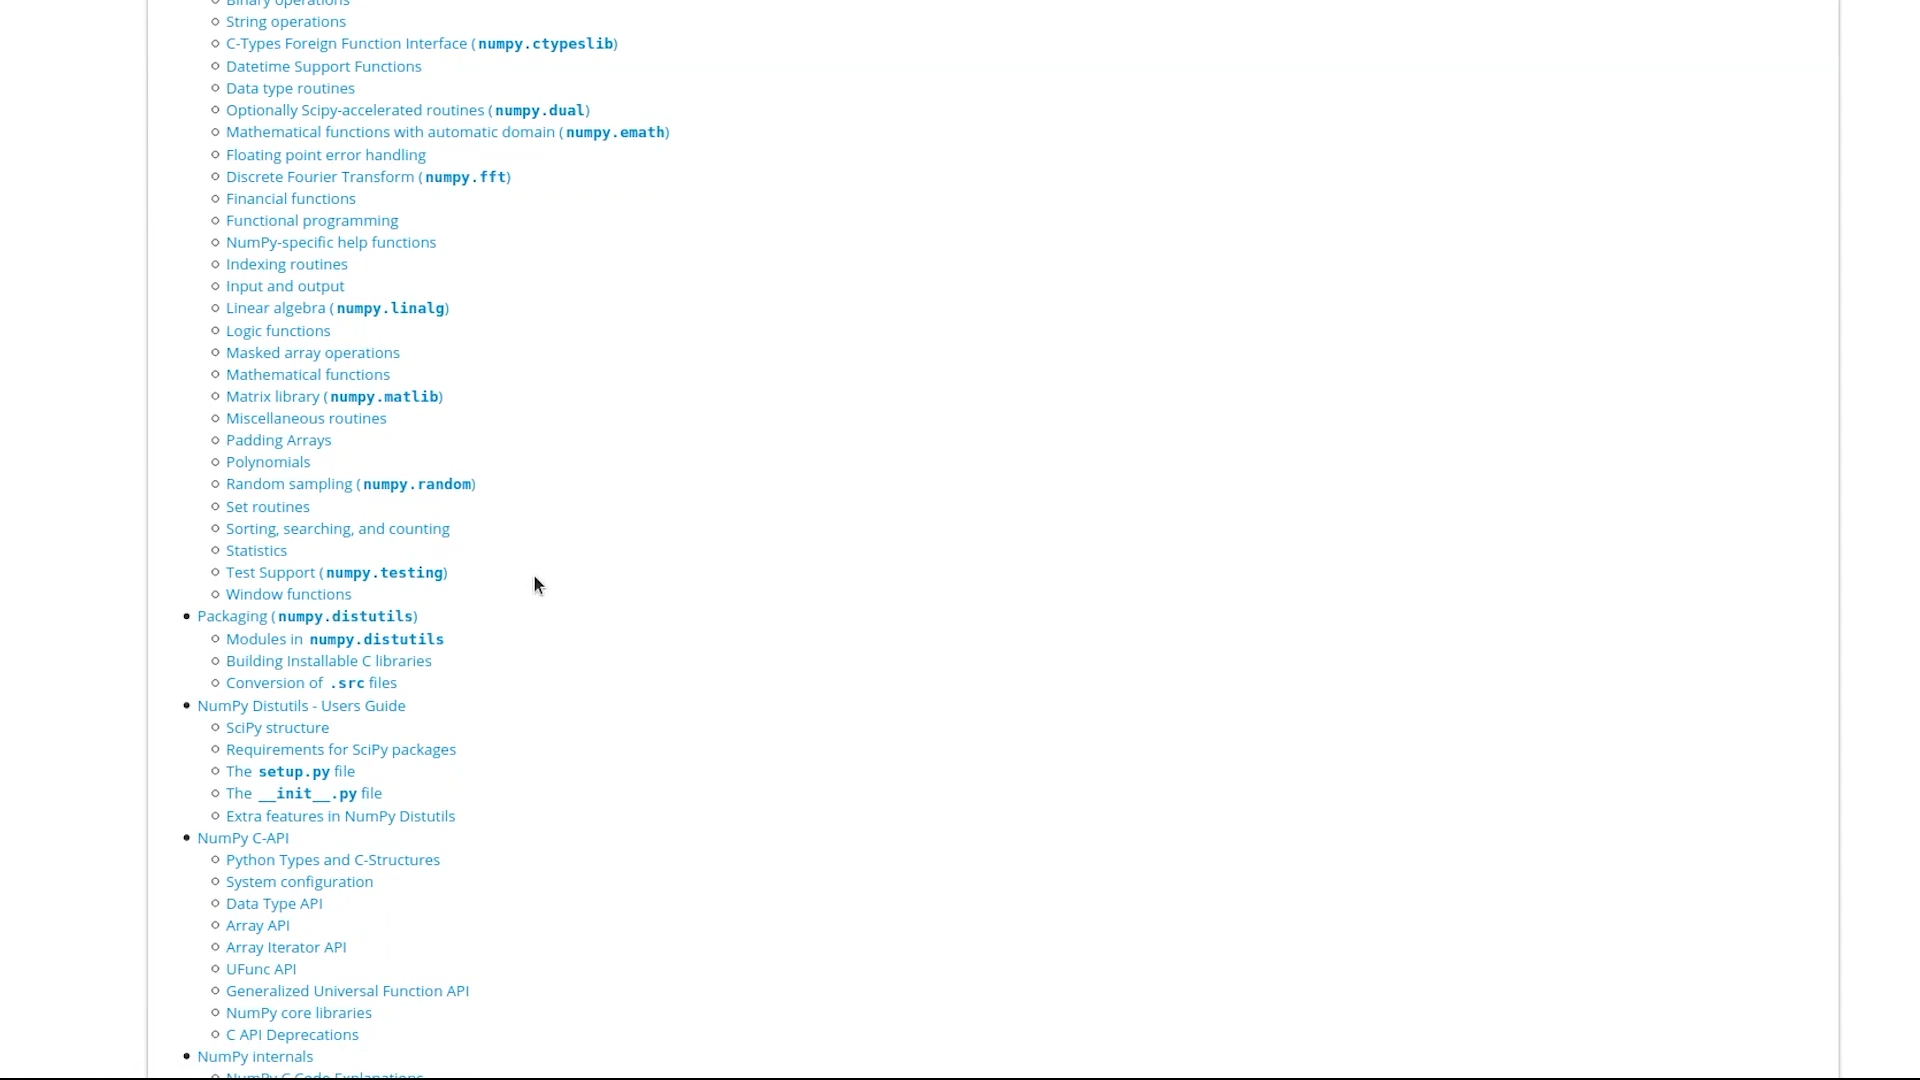 Binary operations
String operations
C-Types Foreign Function Interface (numpy.ctypeslib)
Datetime Support Functions
Data type routines
Optionally Scipy-accelerated routines (numpy.dual)
Mathematical functions with automatic domain (numpy.emath)
Floating point error handling
Discrete Fourier Transform (numpy.fft)
Financial functions
Functional programming
NumPy-specific help functions
Indexing routines
Input and output
Linear algebra (numpy.linalg)
Logic functions
Masked array operations
Mathematical functions
Matrix library (numpy.matlib)
Miscellaneous routines
Padding Arrays
Polynomials
Random sampling (numpy.random)
Set routines
Sorting, searching, and counting
Statistics
Test Support (numpy.testing)
Window functions
Packaging (numpy.distutils)
Modules in numpy.distutils
Building Installable C libraries
Conversion of .src files
NumPy Distutils - Users Guide
SciPy structure
Requirements for SciPy packages
The setup.py file
The __init__.py file
Extra features in NumPy Distutils
NumPy C-API
Python Types and C-Structures
System configuration
Data Type API
Array API
Array Iterator API
UFunc API
Generalized Universal Function API
NumPy core libraries
C API Deprecations
NumPy internals
NumPy C Code Explanations